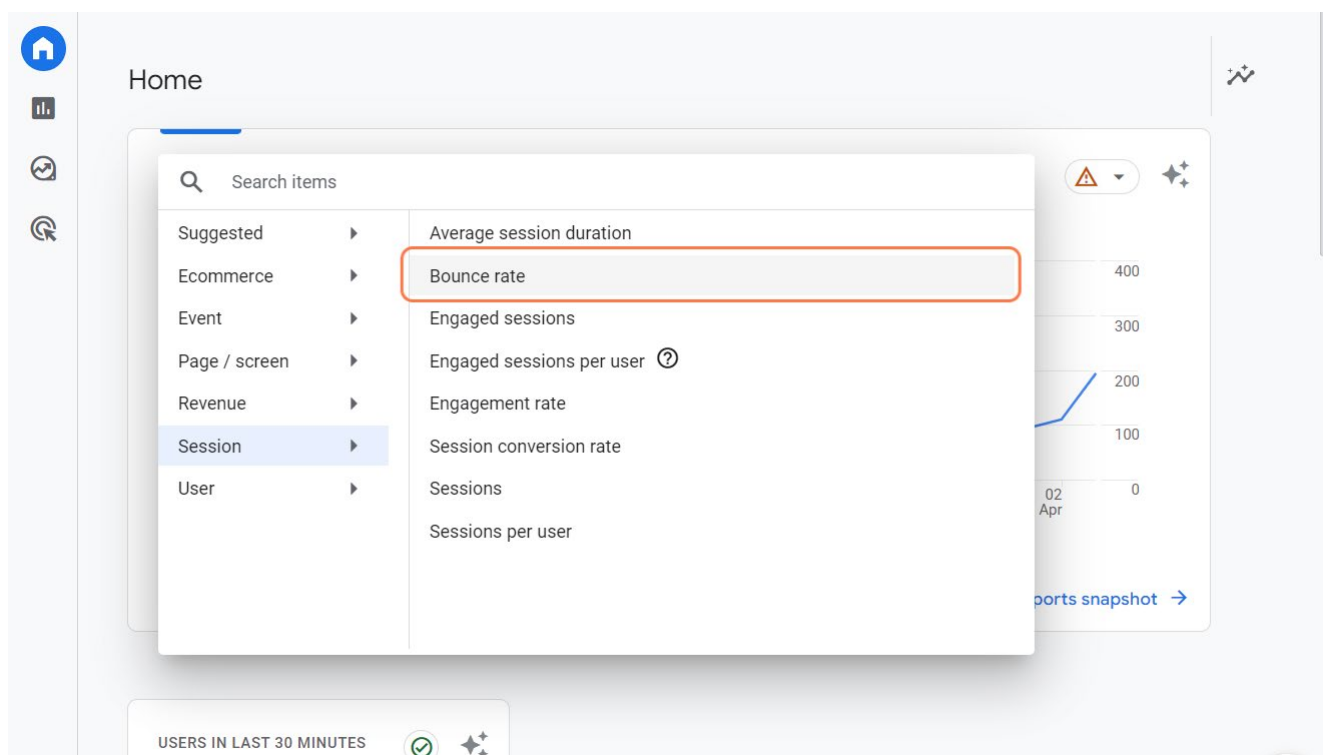 Home
Search items
Suggested
Ecommerce
Event
Page / screen
Revenue
Session
User
Average session duration
Bounce rate
Engaged sessions
Engaged sessions per user
Engagement rate
Session conversion rate
Sessions
Sessions per user
400
300
200
100
0
02
Apr
ports snapshot
USERS IN LAST 30 MINUTES